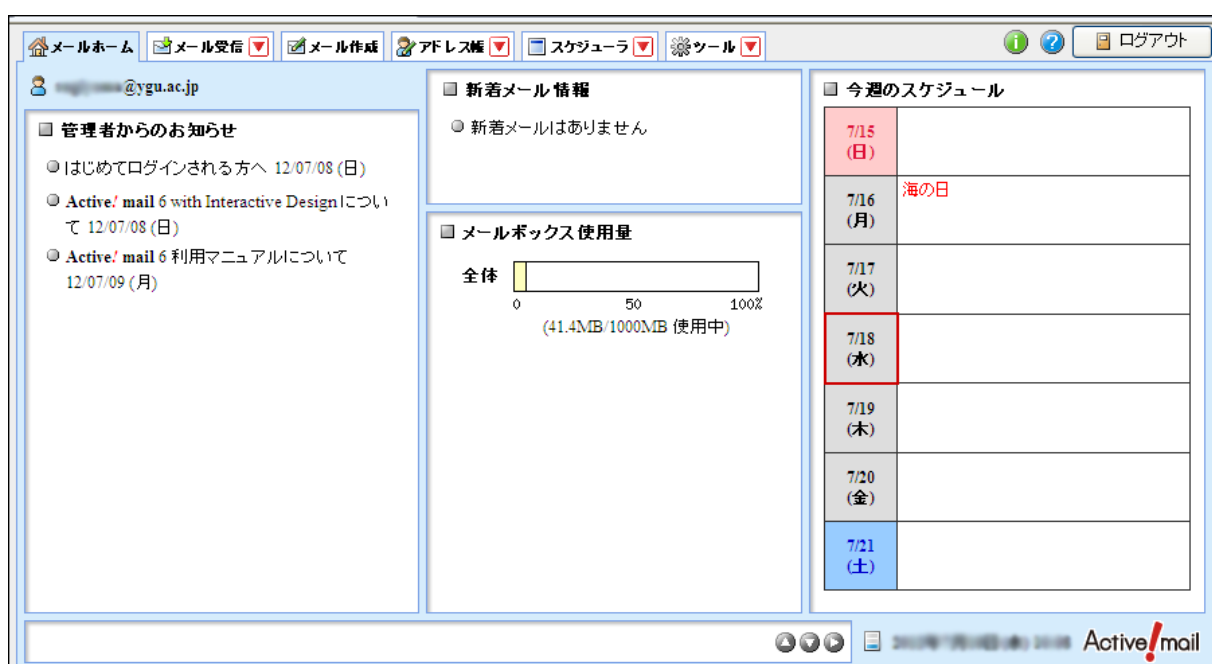 メールホーム メール受信 メール作成 アドレス帳 スケジューラ ツール ログアウト
@ygu.ac.jp
管理者からのお知らせ
はじめてログインされる方へ 12/07/08 (日)
Active! mail 6 with Interactive Designについ
て 12/07/08 (日)
Active! mail 6 利用マニュアルについて
12/07/09 (月)
新着メール情報
新着メールはありません
メールボックス使用量
全体
0 50 100%
(41.4MB/1000MB 使用中)
今週のスケジュール
7/15
(日)
7/16
(月)
海の日
7/17
(火)
7/18
(水)
7/19
(木)
7/20
(金)
7/21
(土)
Active!mail